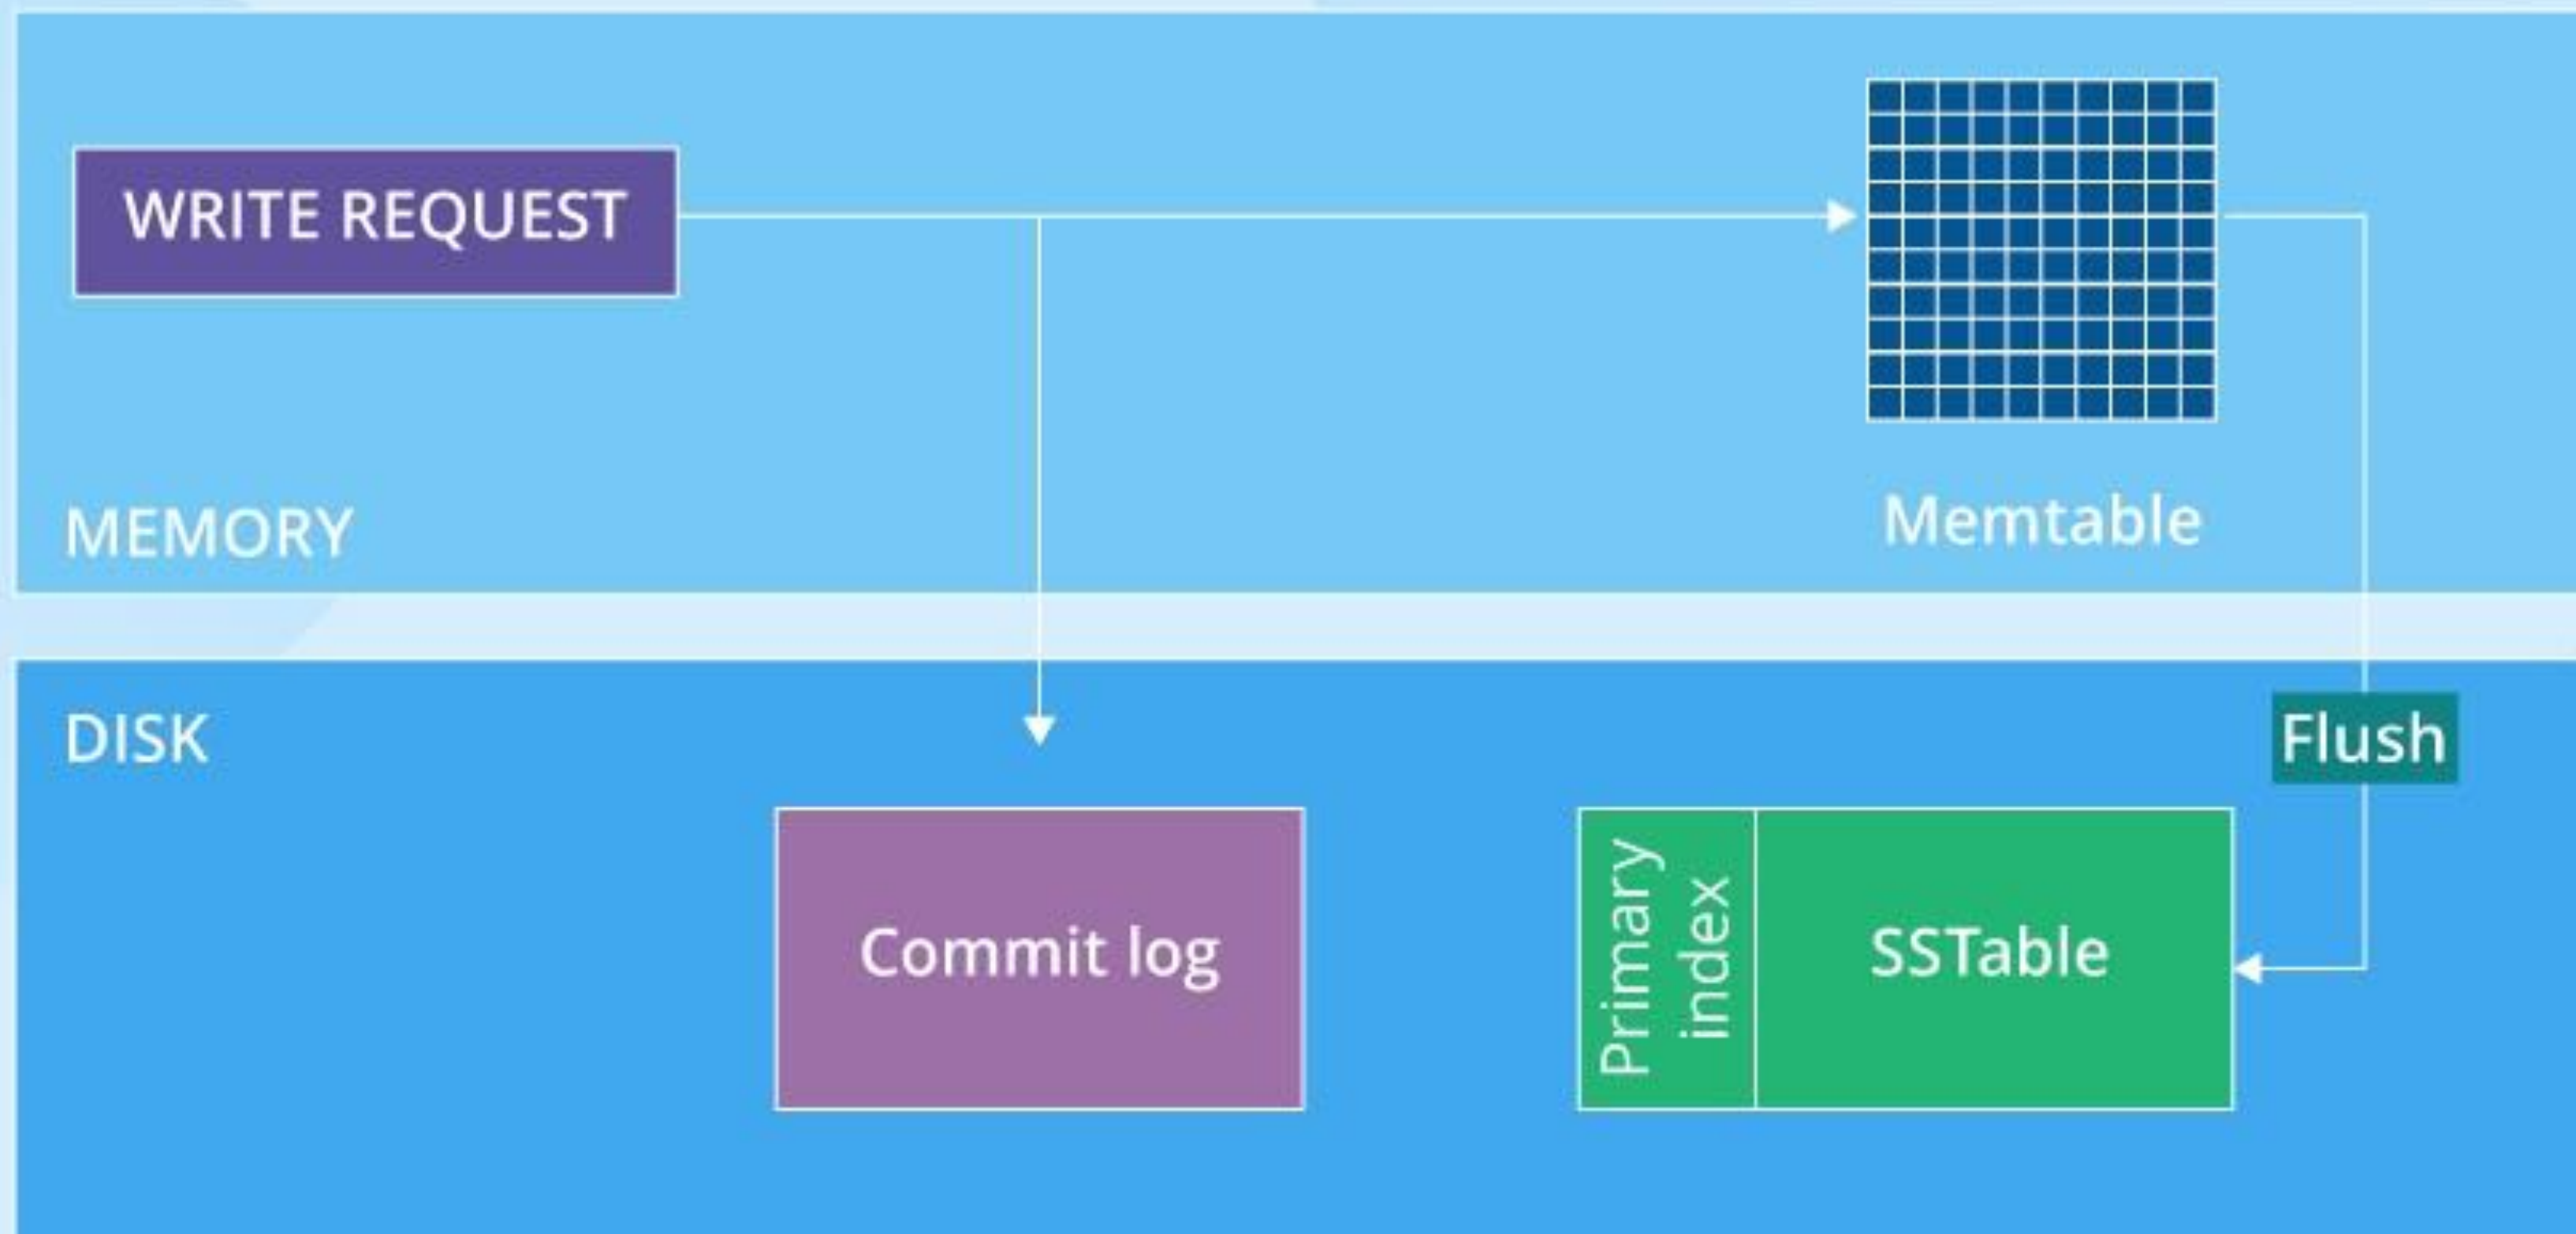 WRITE REQUEST
Memtable
MEMORY
DISK
Flush
Commit log
Primary
index
SSTable